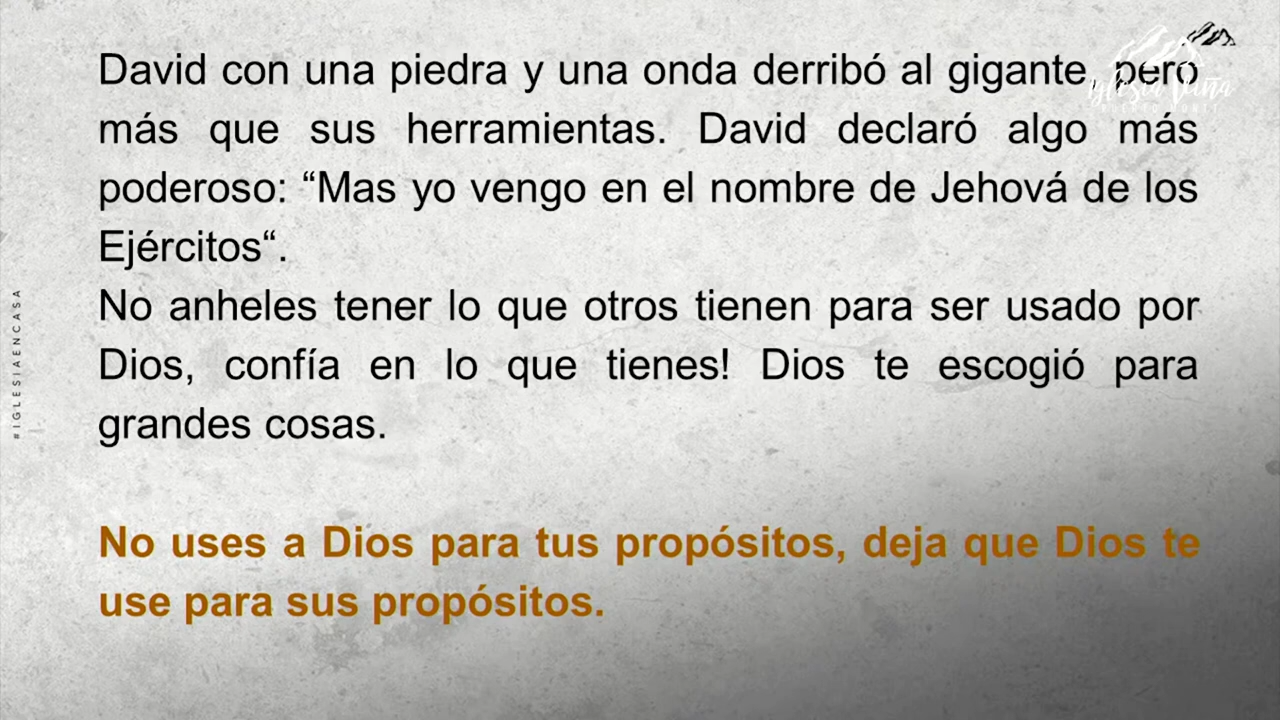 David con una piedra y una onda derribó al gigante, pero
más que sus herramientas. David declaró algo más
poderoso: “Mas yo vengo en el nombre de Jehová de los
Ejércitos“.
No anheles tener lo que otros tienen para ser usado por
Dios, confía en lo que tienes! Dios te escogió para
grandes cosas.
No uses a Dios para tus propósitos, deja que Dios te
use para sus propósitos.
Iglesia Viña
#IGLESIAENCASA